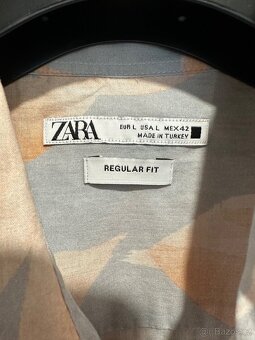 ZARA
EUR L USA L MEX 42
MADE IN TURKEY
REGULAR FIT